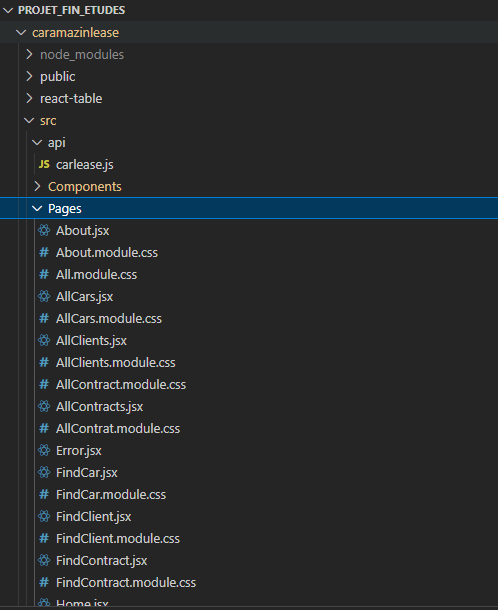 PROJET_FIN_ETUDES
caramazinlease
node_modules
public
react-table
src
api
JS carlease.js
Components
Pages
About.jsx
# About.module.css
# All.module.css
AllCars.jsx
# AllCars.module.css
AllClients.jsx
# AllClients.module.css
# AllContract.module.css
AllContracts.jsx
# AllContrat.module.css
Error.jsx
FindCar.jsx
# FindCar.module.css
FindClient.jsx
# FindClient.module.css
FindContract.jsx
# FindContract.module.css
Home.jsx